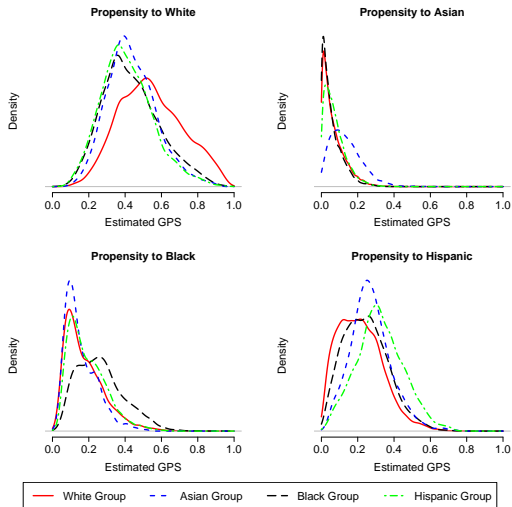 Propensity to White
Density
0.0 0.2 0.4 0.6 0.8 1.0
Estimated GPS
Propensity to Asian
Density
0.0 0.2 0.4 0.6 0.8 1.0
Estimated GPS
Propensity to Black
Density
0.0 0.2 0.4 0.6 0.8 1.0
Estimated GPS
Propensity to Hispanic
Density
0.0 0.2 0.4 0.6 0.8 1.0
Estimated GPS
White Group Asian Group Black Group Hispanic Group